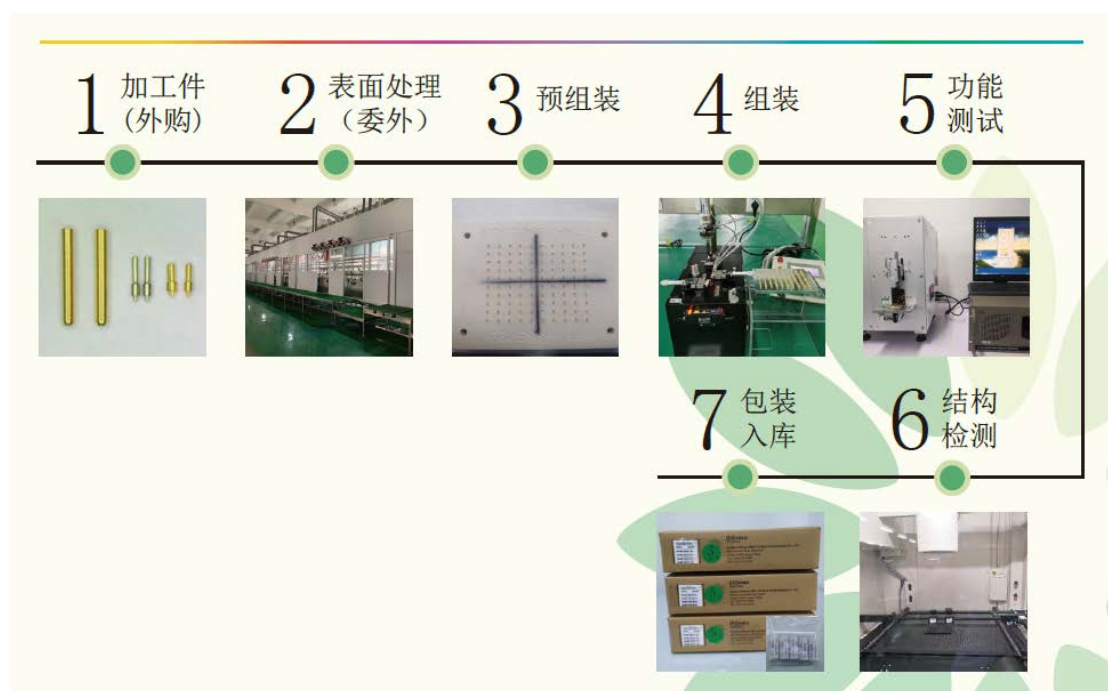 1 加工件
(外购)
2 表面处理
（委外）
3 预组装
4 组装
5 功能
测试
7 包装
入库
6 结构
检测